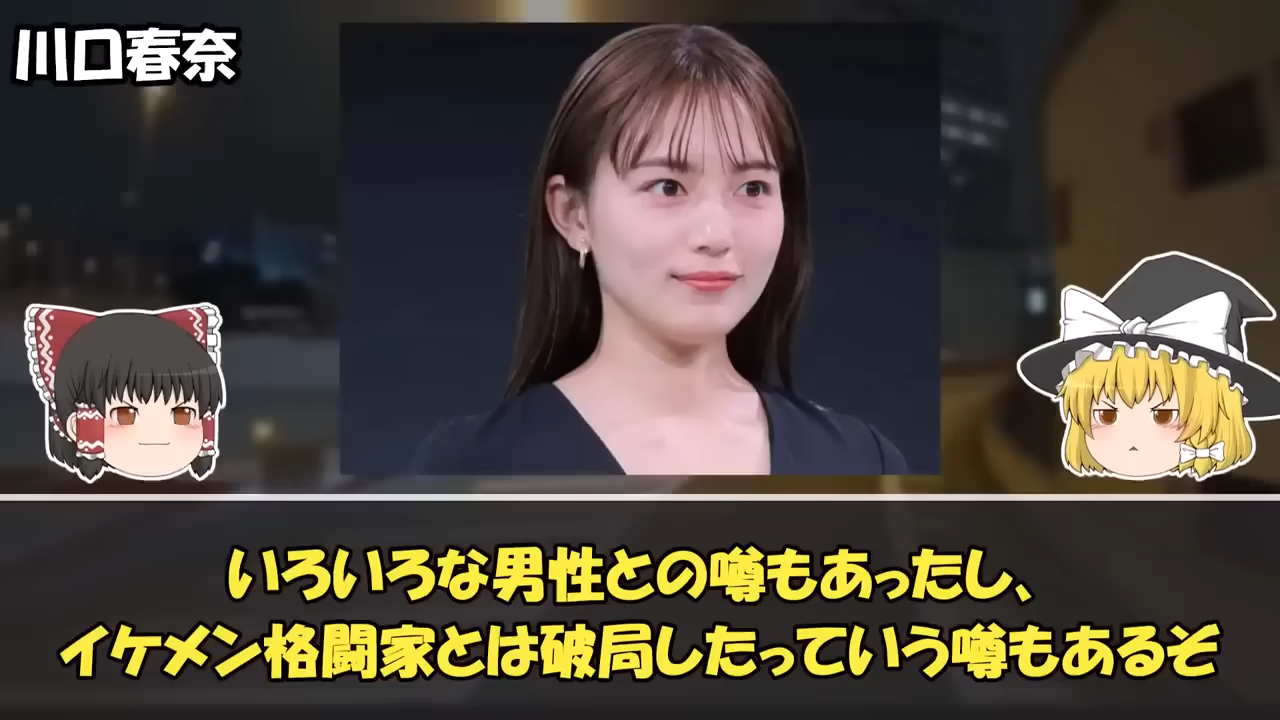 川口春奈
いろいろな男性との噂もあったし、
イケメン格闘家とは破局したっていう噂もあるぞ